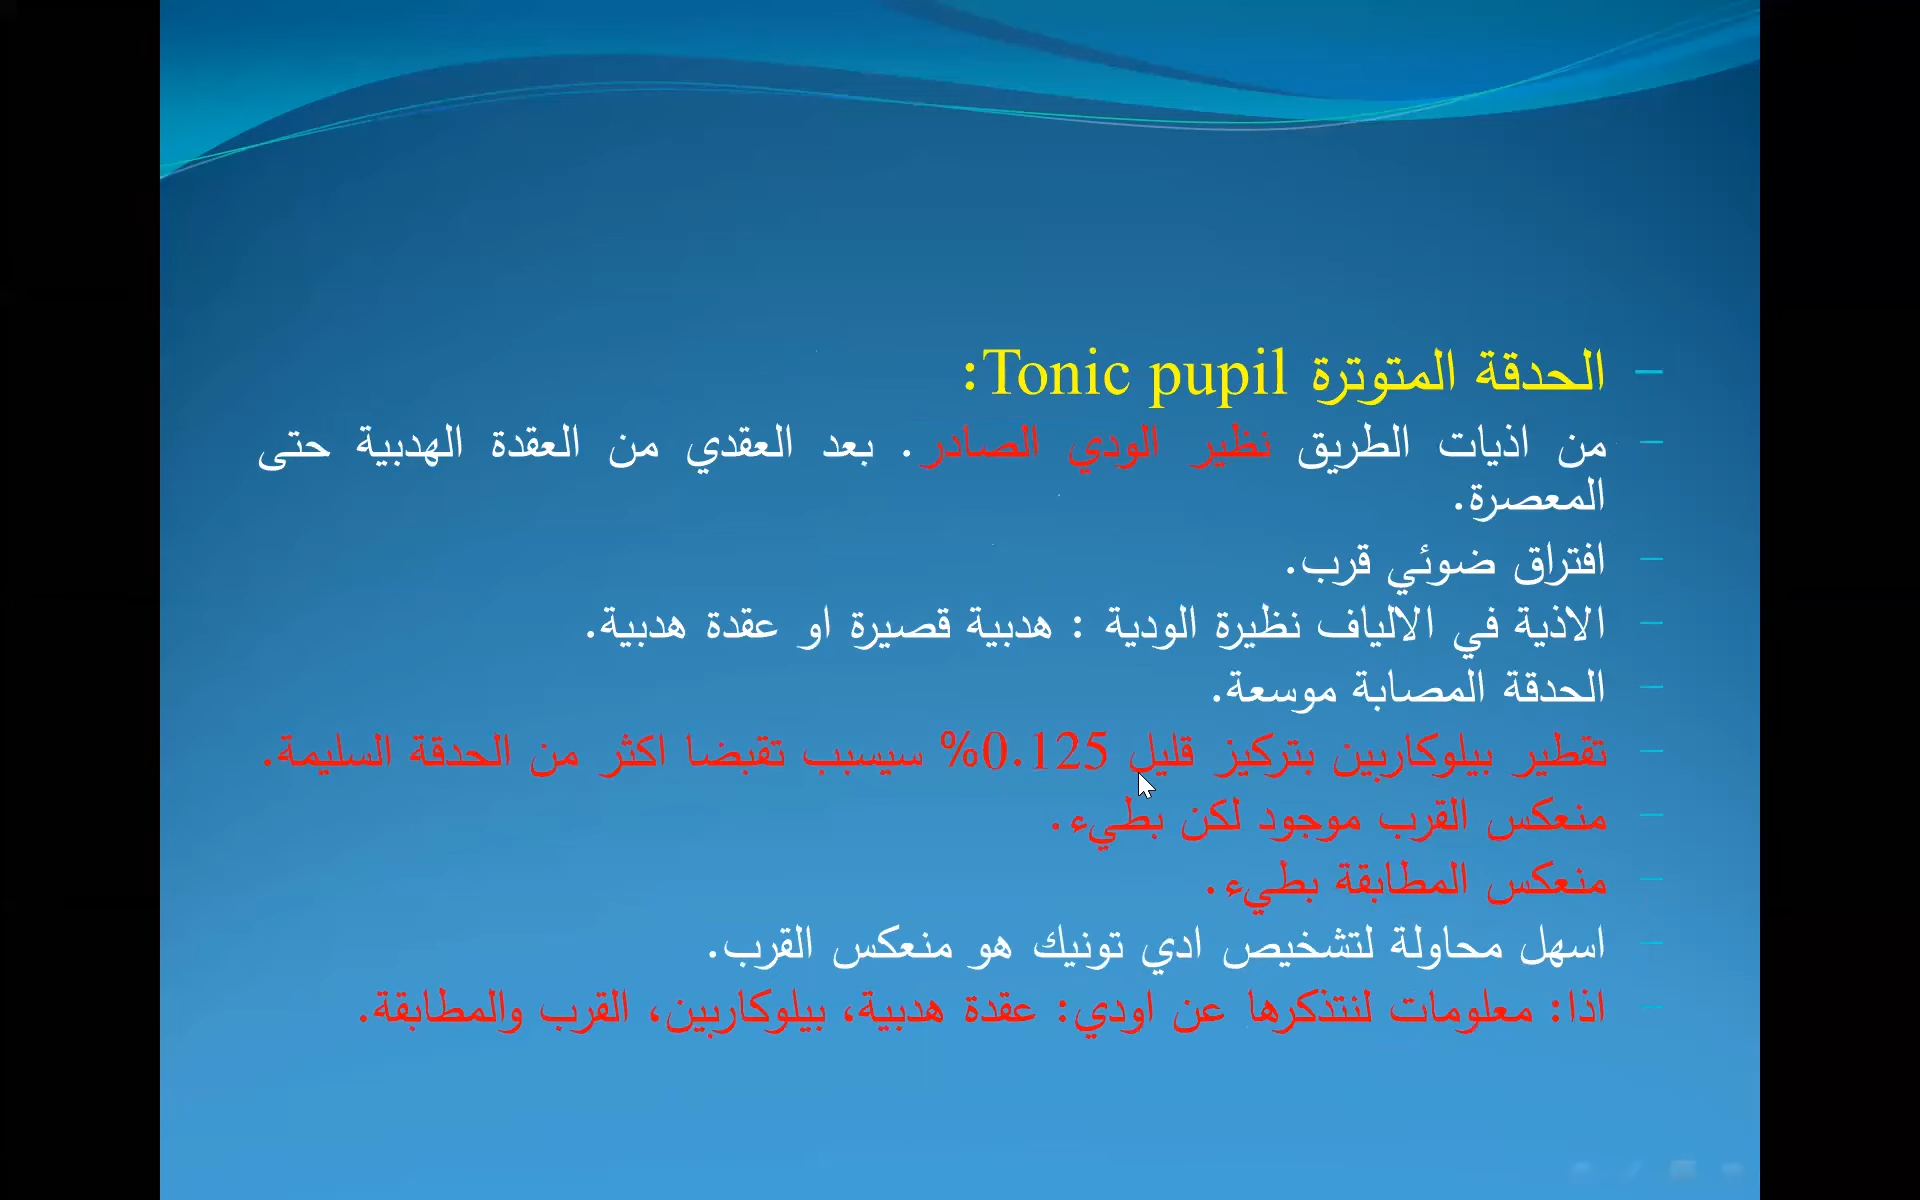 – الحدقة المتوترة Tonic pupil:
– من اذيات الطريق نظير الودي الصادر. بعد العقدي من العقدة الهدبية حتى
المعصرة.
– افتراق ضوئي قرب.
– الاذية في الالياف نظيرة الودية : هدبية قصيرة او عقدة هدبية.
– الحدقة المصابة موسعة.
– تقطير بيلوكاربين بتركيز قليل 0.125% سيسبب تقبضا اكثر من الحدقة السليمة.
– منعكس القرب موجود لكن بطيء.
– منعكس المطابقة بطيء.
– اسهل محاولة لتشخيص ادي تونيك هو منعكس القرب.
– اذا: معلومات لنتذكرها عن اودي: عقدة هدبية، بيلوكاربين، القرب والمطابقة.